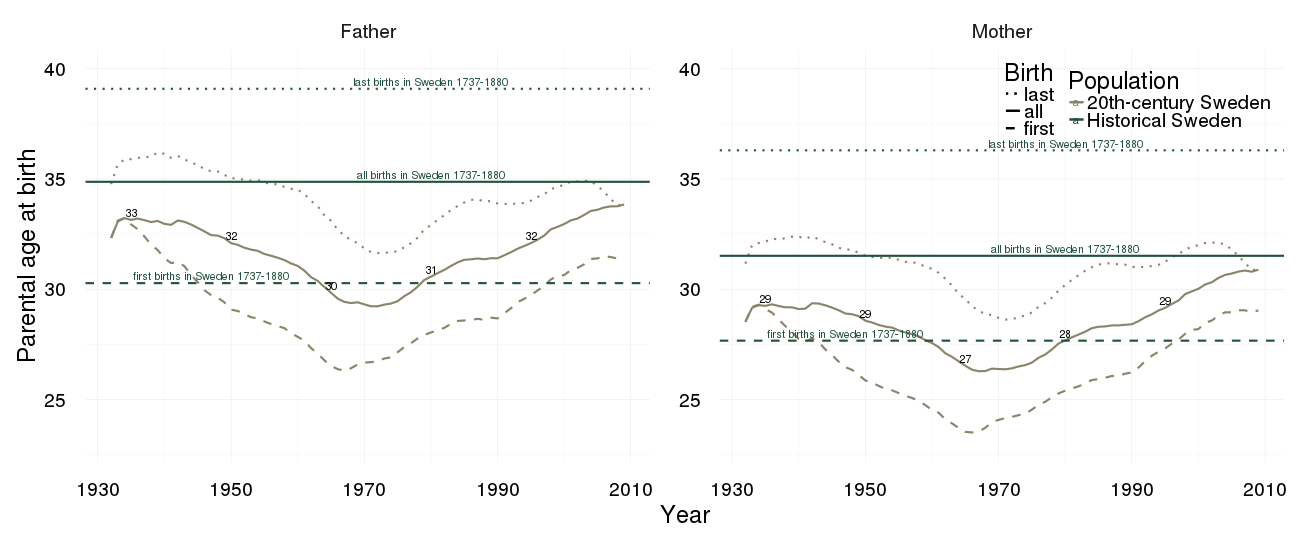 Father
Mother
Parental age at birth
40
35
30
25
last births in Sweden 1737-1880
all births in Sweden 1737-1880
first births in Sweden 1737-1880
33
32
30
31
32
1930
1950
1970
1990
2010
40
35
30
25
Birth
last
all
first
Population
a 20th-century Sweden
a Historical Sweden
last births in Sweden 1737-1880
all births in Sweden 1737-1880
first births in Sweden 1737-1880
29
29
27
28
29
1930
1950
1970
1990
2010
Year